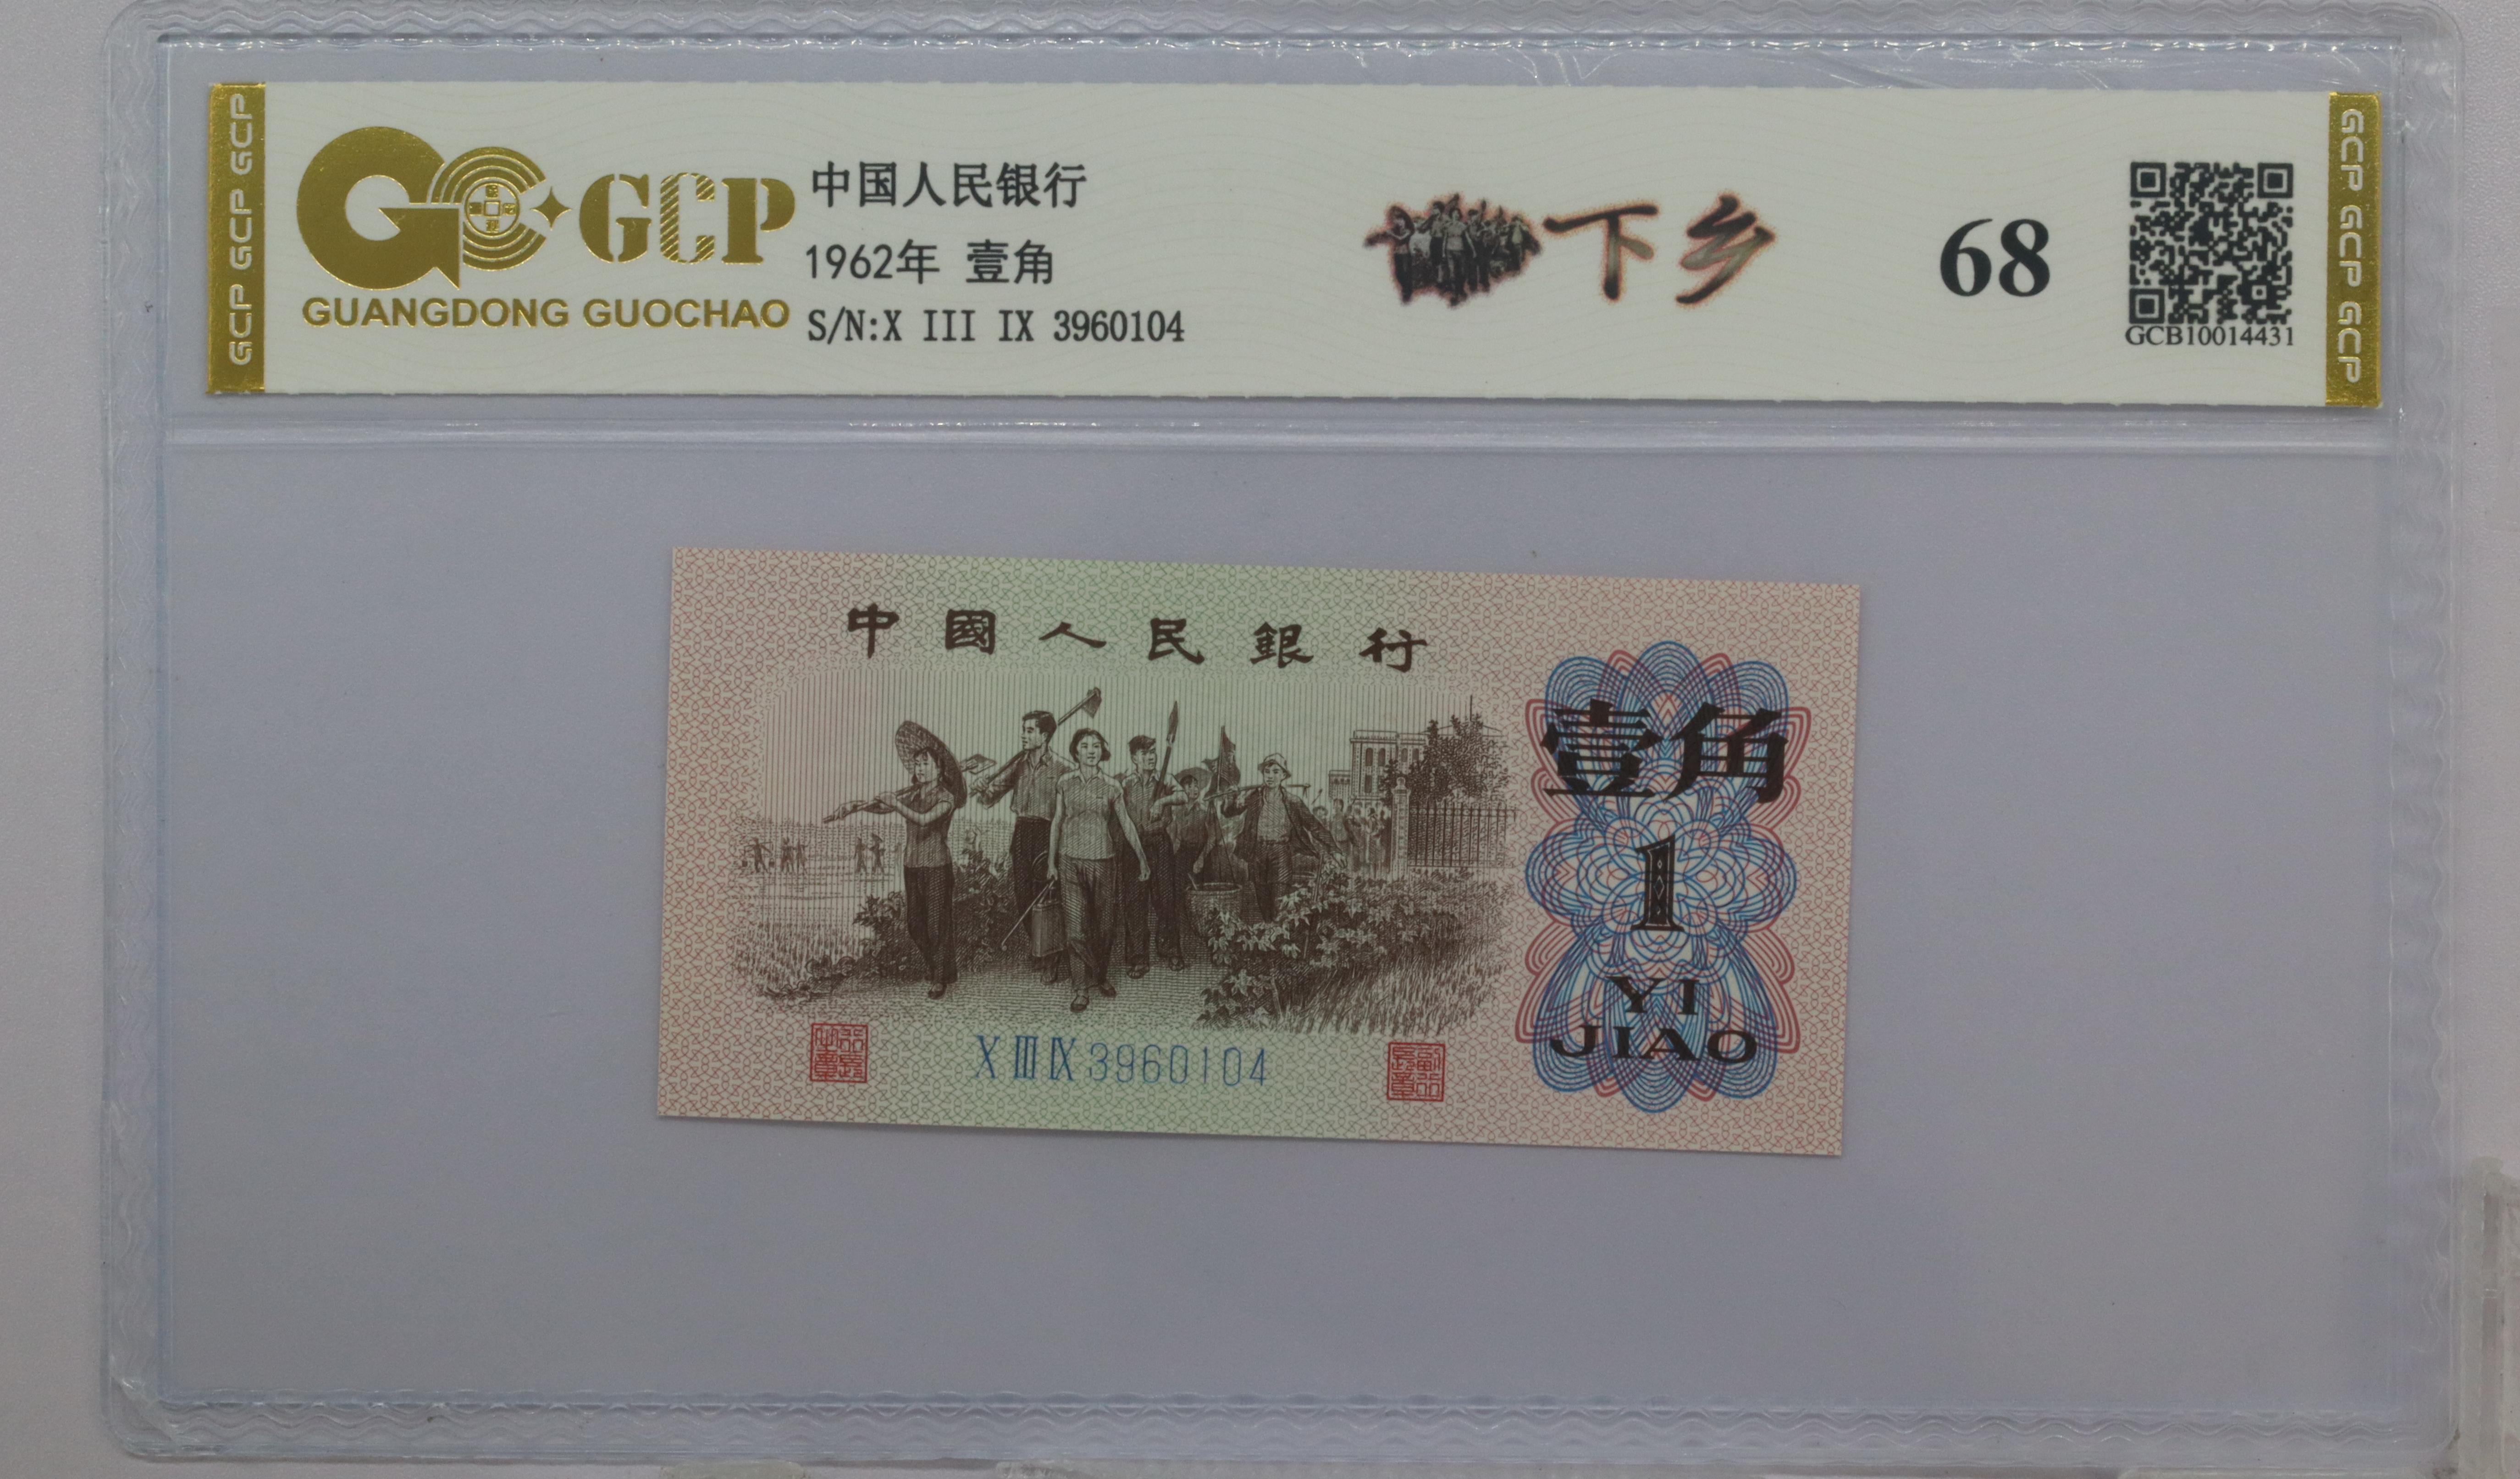 GCP GCP GCP
GCP
GUANGDONG GUOCHAO
中国人民银行
1962年 壹角
S/N:X III IX 3960104
下乡
68
GCB10014431
GCP GCP GCP
中國人民銀行
壹角
1
YI
JIAO
X III IX 3960104